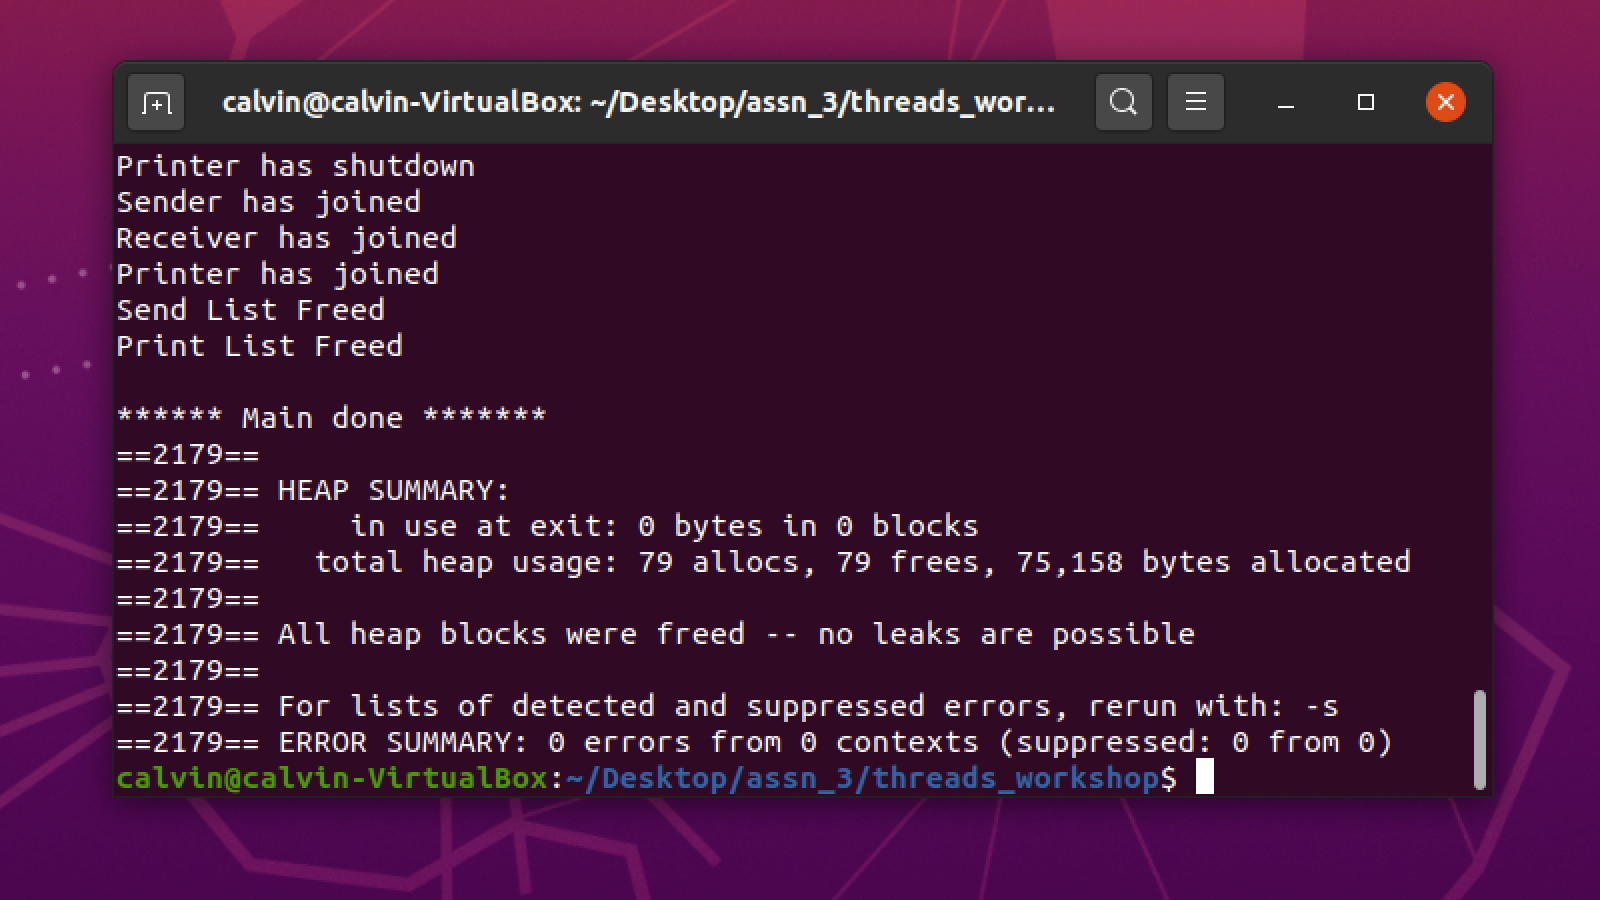 calvin@calvin-VirtualBox: ~/Desktop/assn_3/threads_wor...
Printer has shutdown
Sender has joined
Receiver has joined
Printer has joined
Send List Freed
Print List Freed
****** Main done *******
==2179==
==2179== HEAP SUMMARY:
==2179==     in use at exit: 0 bytes in 0 blocks
==2179==   total heap usage: 79 allocs, 79 frees, 75,158 bytes allocated
==2179==
==2179== All heap blocks were freed -- no leaks are possible
==2179==
==2179== For lists of detected and suppressed errors, rerun with: -s
==2179== ERROR SUMMARY: 0 errors from 0 contexts (suppressed: 0 from 0)
calvin@calvin-VirtualBox:~/Desktop/assn_3/threads_workshop$